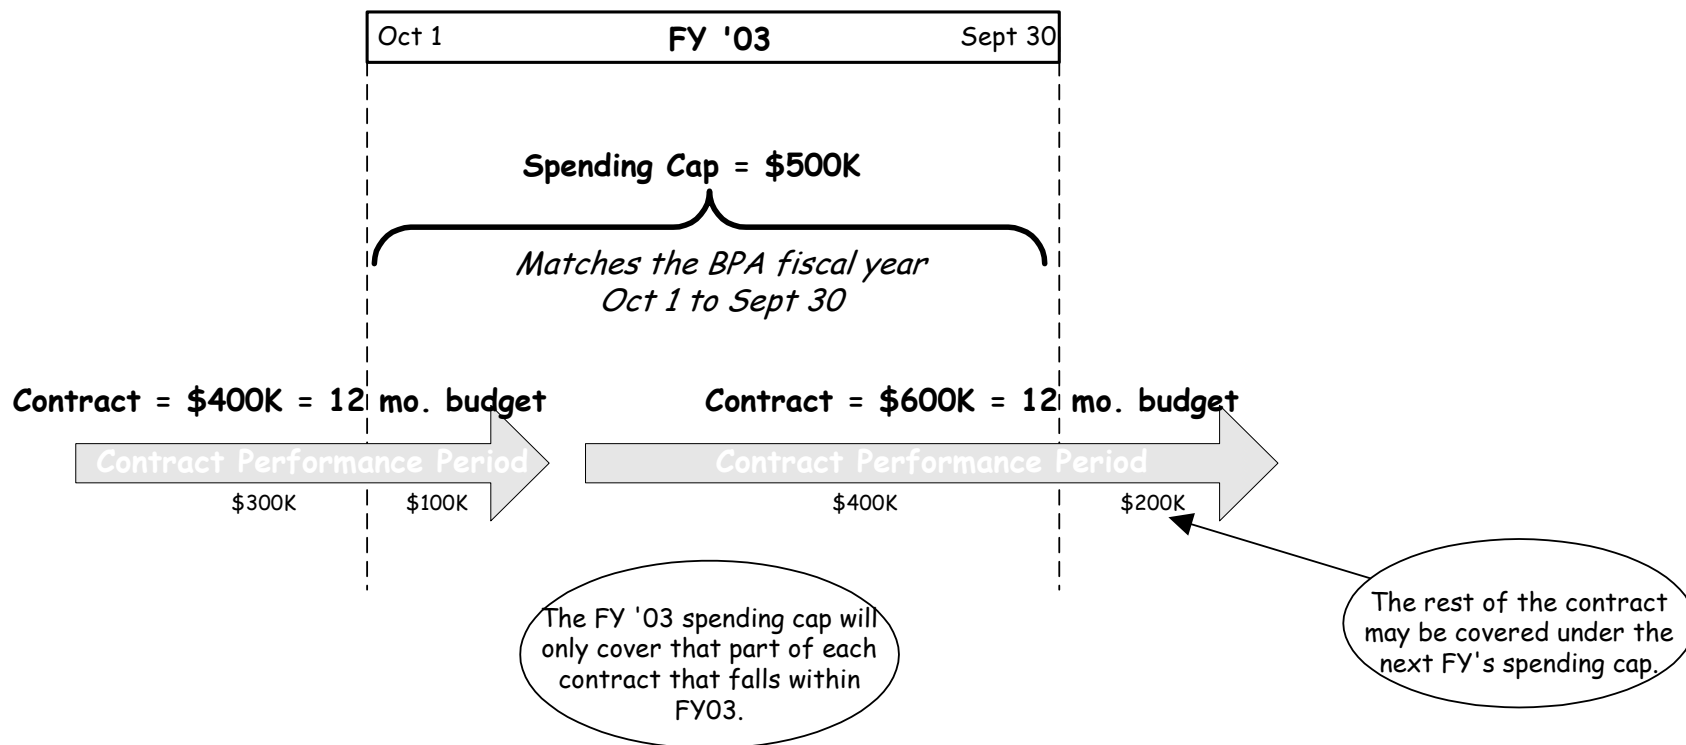 Oct 1 FY '03 Sept 30
Spending Cap = $500K
Matches the BPA fiscal year
Oct 1 to Sept 30
Contract = $400K = 12 mo. budget
Contract = $600K = 12 mo. budget
Contract Performance Period
Contract Performance Period
$300K
$100K
$400K
$200K
The FY '03 spending cap will
only cover that part of each
contract that falls within
FY03.
The rest of the contract
may be covered under the
next FY's spending cap.